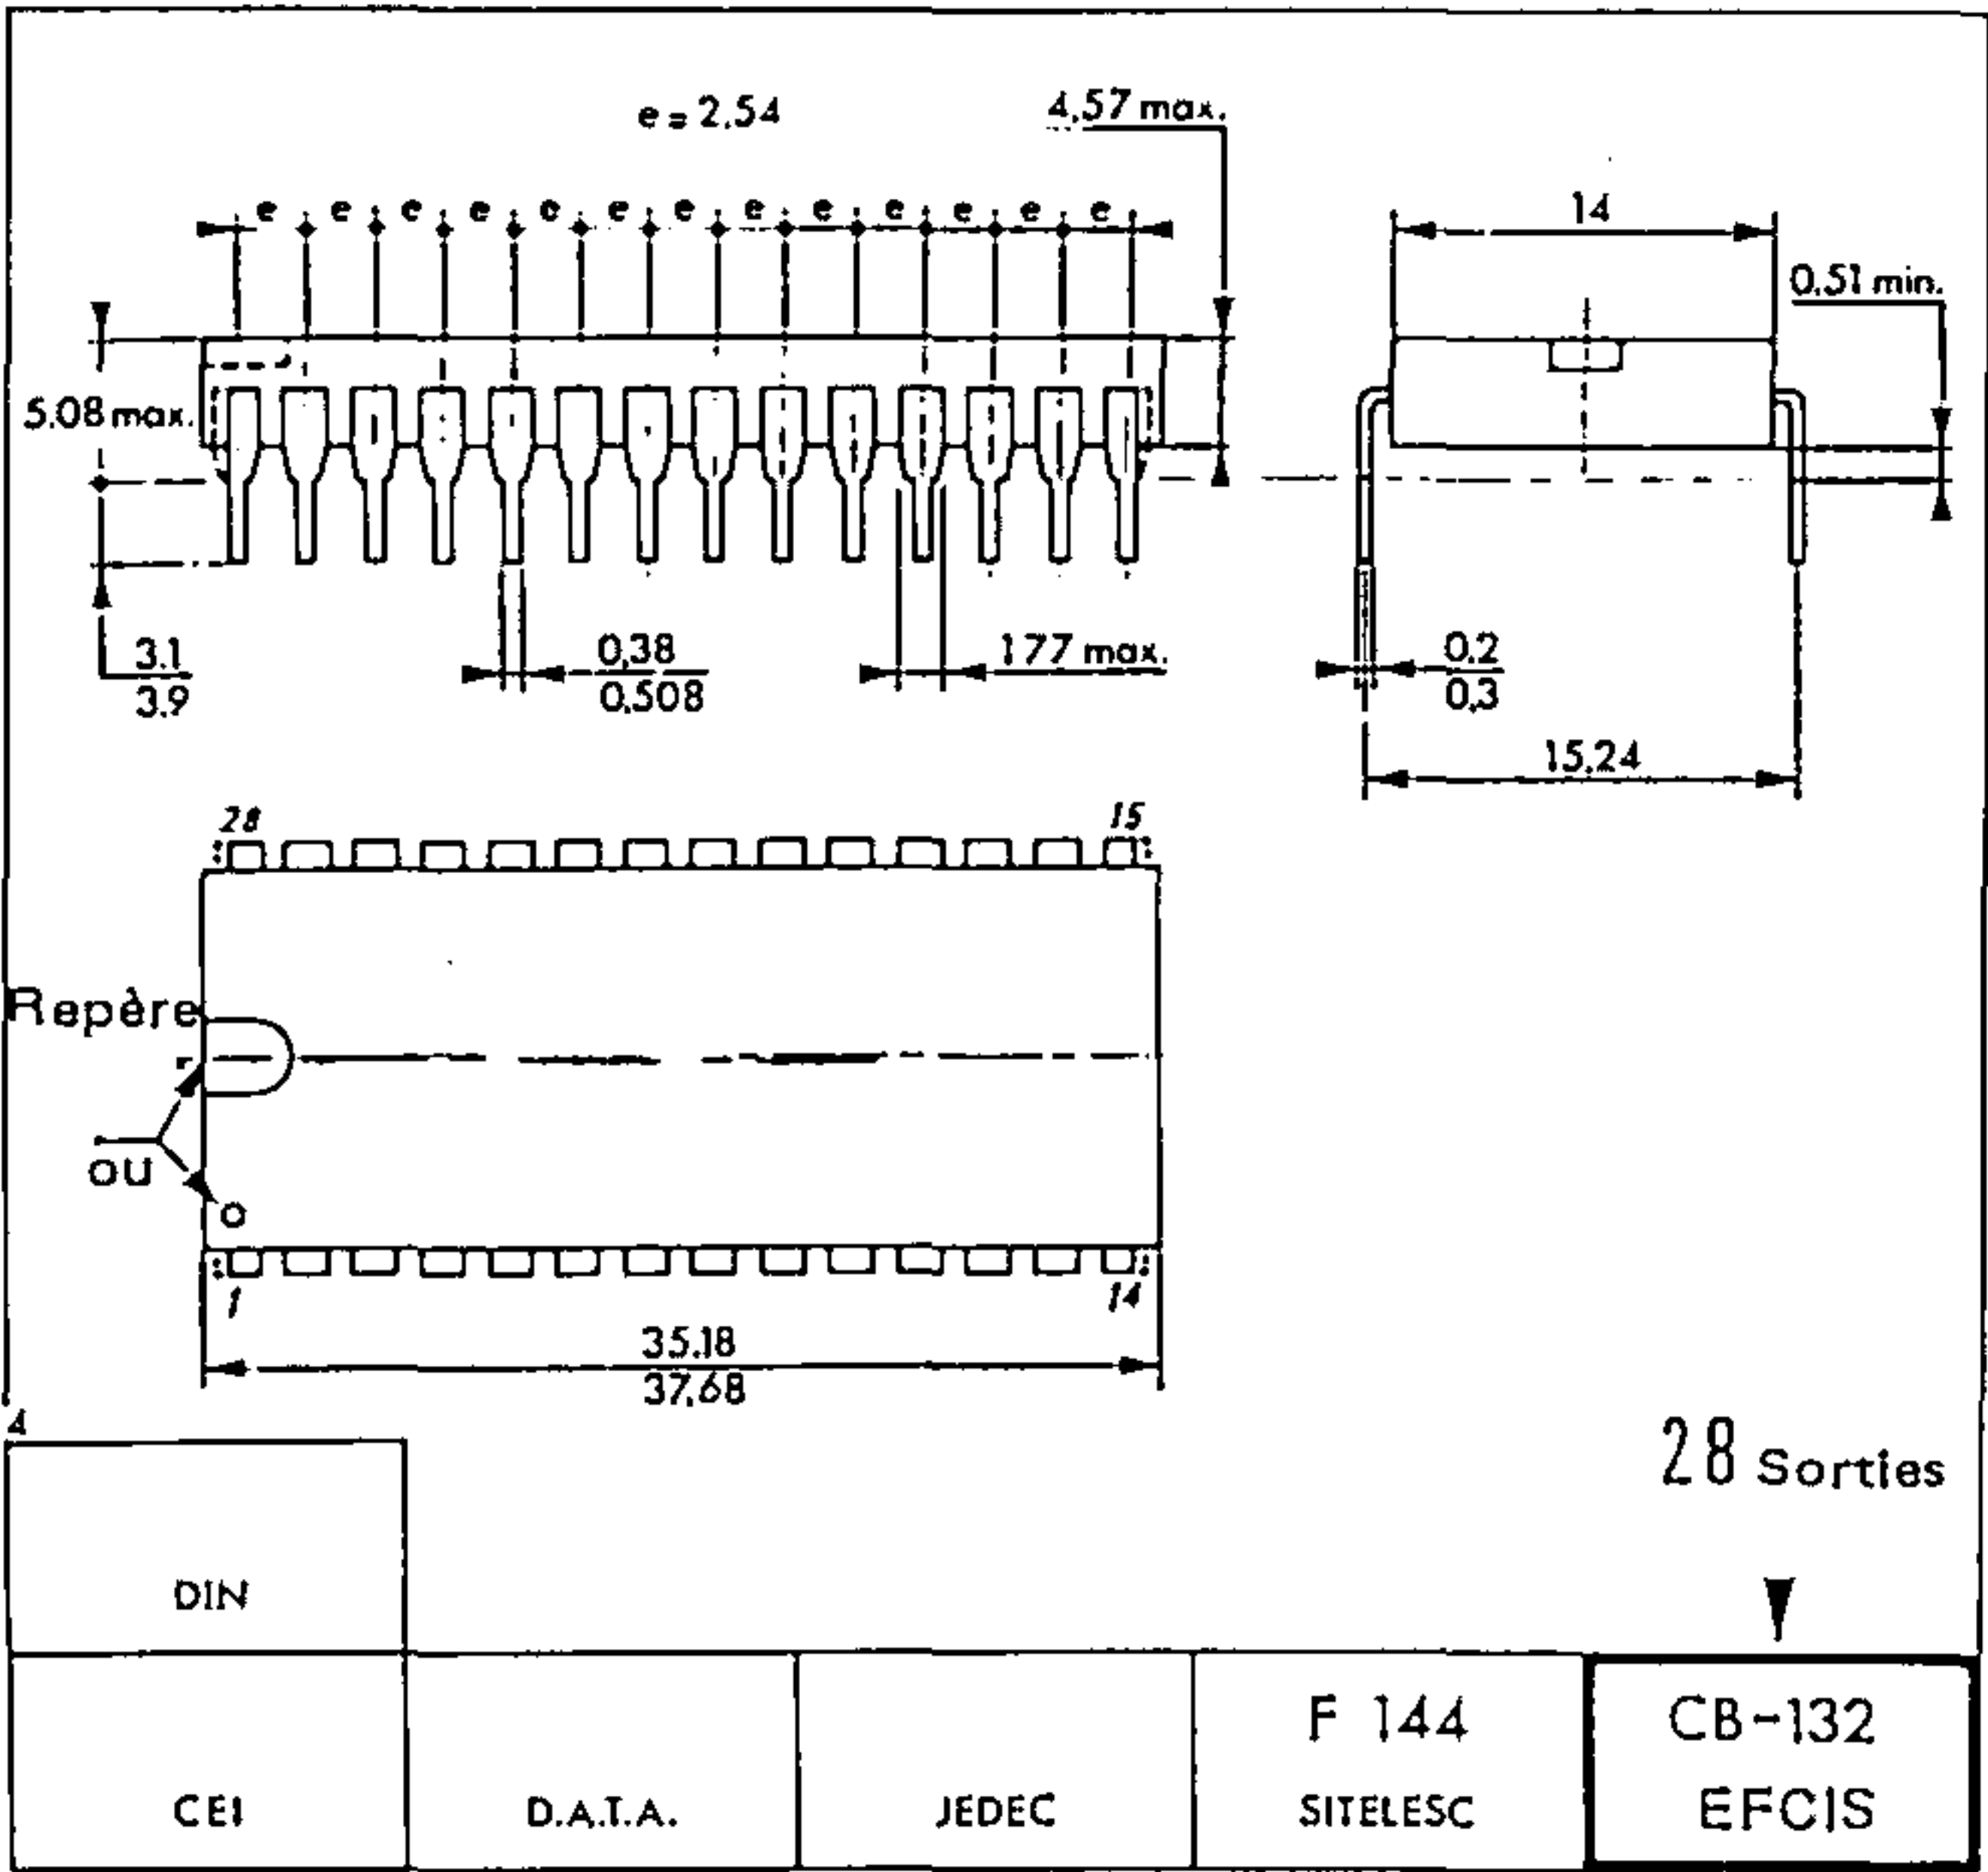 e = 2,54
4,57 max.
e e e e e e e e e e e e e
14
0,51 min.
5.08 max.
3.1
3.9
0,38
0,508
177 max.
0.2
0,3
15,24
28
15
Repère
ou
1
14
35.18
37,68
4
28 Sorties
DIN
F 144
CB-132
CEI
D.A.T.A.
JEDEC
SITELESC
EFCIS